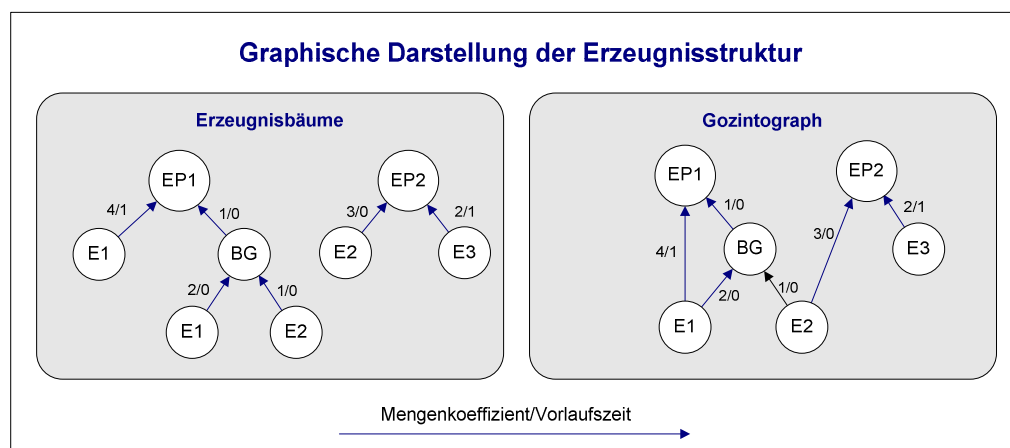 Graphische Darstellung der Erzeugnisstruktur
Erzeugnisbäume
EP1
EP2
4/1
1/0
3/0
2/1
E1
BG
E2
E3
2/0
1/0
E1
E2
Gozintograph
EP1
EP2
1/0
2/1
3/0
4/1
BG
E3
2/0
1/0
E1
E2
Mengenkoeffizient/Vorlaufszeit